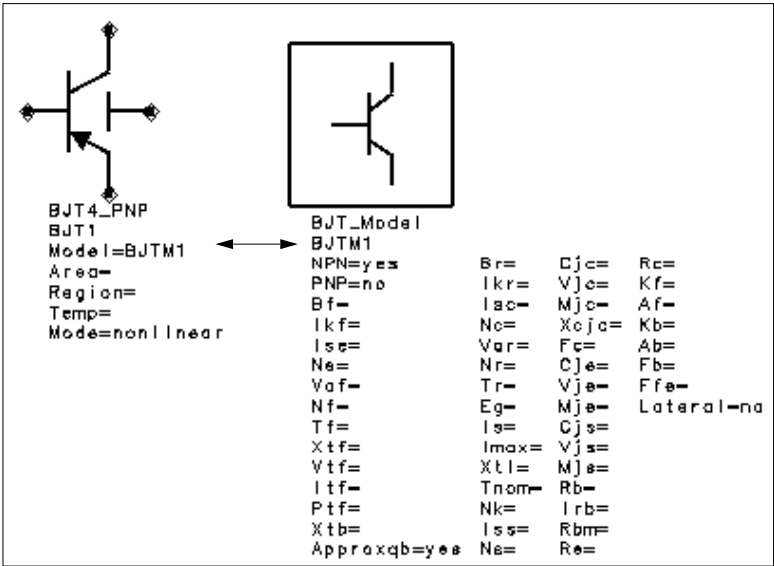 BJT4_PNP
BJT1
Model=BJTM1
Area=
Region=
Temp=
Mode=nonlinear
BJT_Model
BJTM1
NPN=yes
PNP=no
Bf=
Ikf=
Ise=
Ne=
Vaf=
Nf=
Tf=
Xtf=
Vtf=
Itf=
Ptf=
Xtb=
Approxqb=yes
Br=
Ikr=
Isc=
Nc=
Var=
Nr=
Tr=
Eg=
Is=
Imax=
Xti=
Tnom=
Nk=
Iss=
Ns=
Cjc=
Vjc=
Mjc=
Xcjc=
Fc=
Cje=
Vje=
Mje=
Cjs=
Vjs=
Mjs=
Rb=
Irb=
Rbm=
Re=
Rc=
Kf=
Af=
Kb=
Ab=
Fb=
Ffe=
Lateral=no